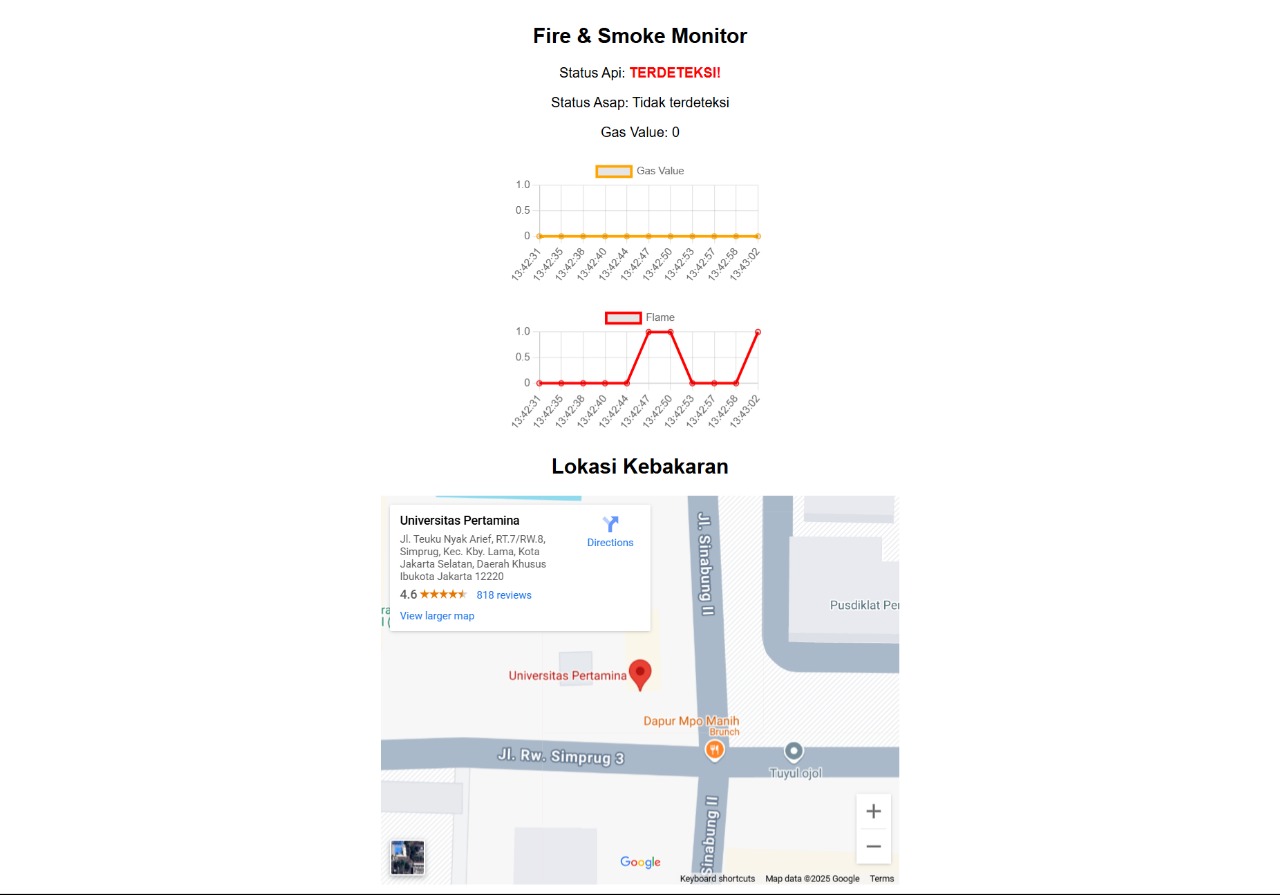 Fire & Smoke Monitor
Status Api: TERDETEKSI!
Status Asap: Tidak terdeteksi
Gas Value: 0
Gas Value
1.0
0.5
0
13:42:31 13:42:35 13:42:38 13:42:40 13:42:44 13:42:47 13:42:50 13:42:53 13:42:57 13:42:58 13:43:02
Flame
1.0
0.5
0
13:42:31 13:42:35 13:42:38 13:42:40 13:42:44 13:42:47 13:42:50 13:42:53 13:42:57 13:42:58 13:43:02
Lokasi Kebakaran
Universitas Pertamina
Directions
Jl. Teuku Nyak Arief, RT.7/RW.8,
Simprug, Kec. Kby. Lama, Kota
Jakarta Selatan, Daerah Khusus
Ibukota Jakarta 12220
4.6 818 reviews
View larger map
Jl. Sinabung II
Pusdiklat Per
Universitas Pertamina
Dapur Mpo Manih
Brunch
Jl. Rw. Simprug 3
Tuyul ojol
Sinabung II
Google
Keyboard shortcuts Map data ©2025 Google Terms